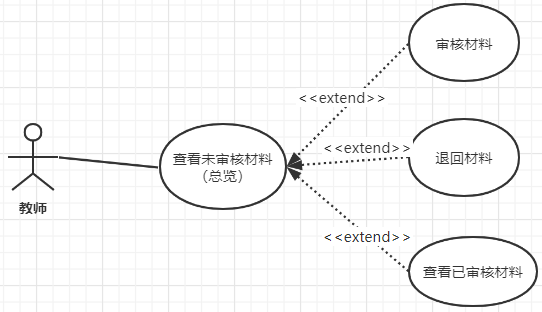 审核材料
<<extend>>
查看未审核材料
（总览）
<<extend>>
退回材料
教师
<<extend>>
查看已审核材料